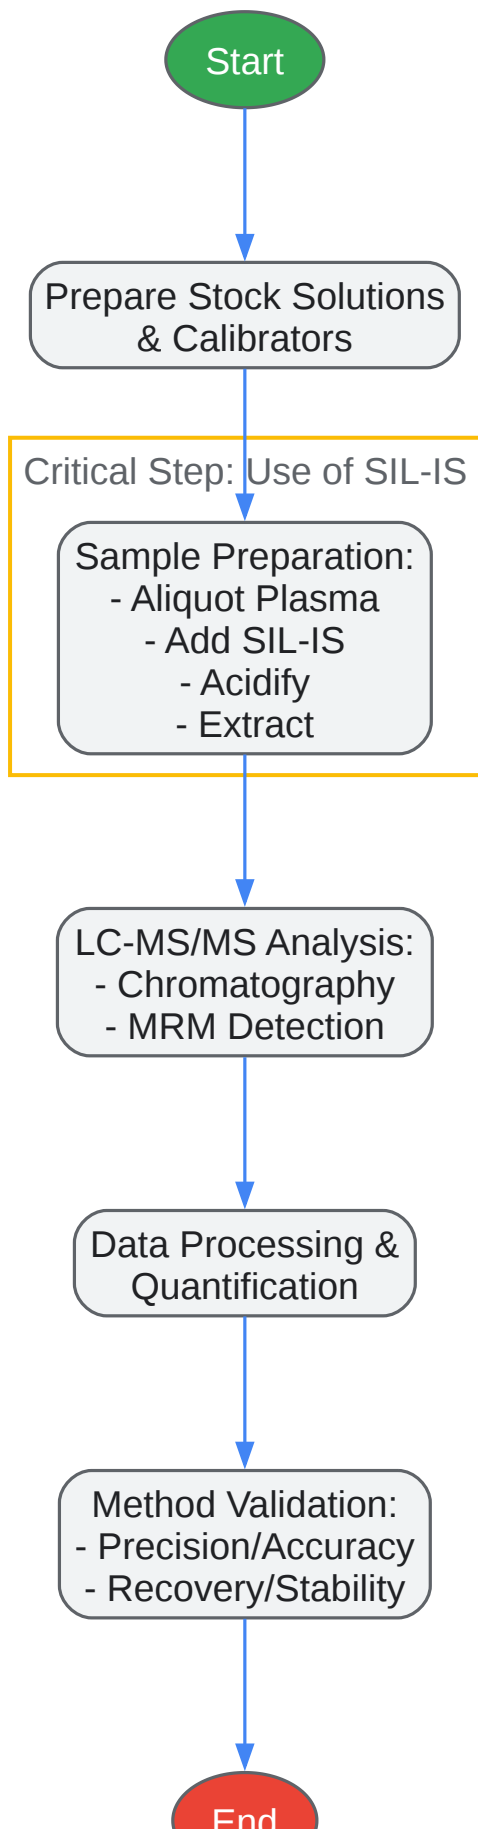 Start
Prepare Stock Solutions
& Calibrators
Critical Step: Use of SIL-IS
Sample Preparation:
- Aliquot Plasma
- Add SIL-IS
- Acidify
- Extract
LC-MS/MS Analysis:
- Chromatography
- MRM Detection
Data Processing &
Quantification
Method Validation:
- Precision/Accuracy
- Recovery/Stability
End